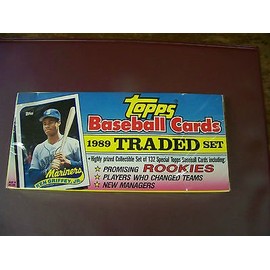 Topps
Baseball Cards
1989 TRADED SET
• Highly prized Collectible Set of 132 Special Topps Baseball Cards including:
★ PROMISING ROOKIES
★ PLAYERS WHO CHANGED TEAMS
★ NEW MANAGERS
Topps
Mariners
KEN GRIFFEY, JR.